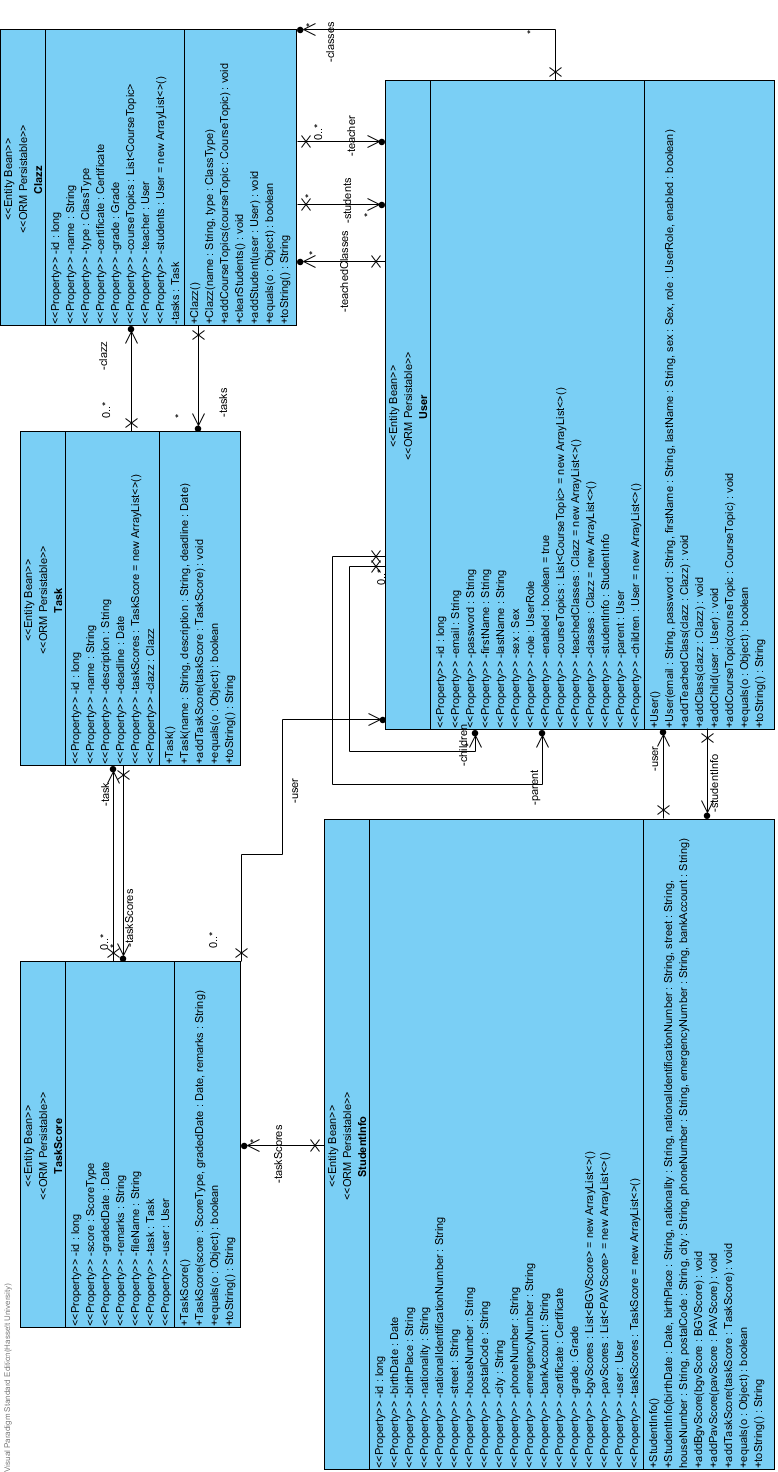 Visual Paradigm Standard Edition(Hasselt University)
<<Entity Bean>>
<<ORM Persistable>>
TaskScore
<<Property>> -id : long
<<Property>> -score : ScoreType
<<Property>> -gradedDate : Date
<<Property>> -remarks : String
<<Property>> -fileName : String
<<Property>> -task : Task
<<Property>> -user : User
+TaskScore()
+TaskScore(score : ScoreType, gradedDate : Date, remarks : String)
+equals(o : Object) : boolean
+toString() : String
<<Entity Bean>>
<<ORM Persistable>>
Task
<<Property>> -id : long
<<Property>> -name : String
<<Property>> -description : String
<<Property>> -deadline : Date
<<Property>> -taskScores : TaskScore = new ArrayList<>()
<<Property>> -clazz : Clazz
+Task()
+Task(name : String, description : String, deadline : Date)
+addTaskScore(taskScore : TaskScore) : void
+equals(o : Object) : boolean
+toString() : String
<<Entity Bean>>
<<ORM Persistable>>
Clazz
<<Property>> -id : long
<<Property>> -name : String
<<Property>> -type : ClassType
<<Property>> -certificate : Certificate
<<Property>> -grade : Grade
<<Property>> -courseTopics : List<CourseTopic>
<<Property>> -teacher : User
<<Property>> -students : User = new ArrayList<>()
-tasks : Task
+Clazz()
+Clazz(name : String, type : ClassType)
+addCourseTopics(courseTopic : CourseTopic) : void
+clearStudents() : void
+addStudent(user : User) : void
+equals(o : Object) : boolean
+toString() : String
-task
0..*
*
-taskScores
-clazz
0..*
*
-tasks
0..*
-user
*
-taskScores
*
-classes
*
0..*
-teacher
*
-students
*
*
-teachedClasses
<<Entity Bean>>
<<ORM Persistable>>
StudentInfo
<<Property>> -id : long
<<Property>> -birthDate : Date
<<Property>> -birthPlace : String
<<Property>> -nationality : String
<<Property>> -nationalIdentificationNumber : String
<<Property>> -street : String
<<Property>> -houseNumber : String
<<Property>> -postalCode : String
<<Property>> -city : String
<<Property>> -phoneNumber : String
<<Property>> -emergencyNumber : String
<<Property>> -bankAccount : String
<<Property>> -certificate : Certificate
<<Property>> -grade : Grade
<<Property>> -bgvScores : List<BGVScore> = new ArrayList<>()
<<Property>> -pavScores : List<PAVScore> = new ArrayList<>()
<<Property>> -user : User
<<Property>> -taskScores : TaskScore = new ArrayList<>()
+StudentInfo()
+StudentInfo(birthDate : Date, birthPlace : String, nationality : String, nationalIdentificationNumber : String, street : String,
houseNumber : String, postalCode : String, city : String, phoneNumber : String, emergencyNumber : String, bankAccount : String)
+addBgvScore(bgvScore : BGVScore) : void
+addPavScore(pavScore : PAVScore) : void
+addTaskScore(taskScore : TaskScore) : void
+equals(o : Object) : boolean
+toString() : String
<<Entity Bean>>
<<ORM Persistable>>
User
<<Property>> -id : long
<<Property>> -email : String
<<Property>> -password : String
<<Property>> -firstName : String
<<Property>> -lastName : String
<<Property>> -sex : Sex
<<Property>> -role : UserRole
<<Property>> -enabled : boolean = true
<<Property>> -courseTopics : List<CourseTopic> = new ArrayList<>()
<<Property>> -teachedClasses : Clazz = new ArrayList<>()
<<Property>> -classes : Clazz = new ArrayList<>()
<<Property>> -studentInfo : StudentInfo
<<Property>> -parent : User
<<Property>> -children : User = new ArrayList<>()
+User()
+User(email : String, password : String, firstName : String, lastName : String, sex : Sex, role : UserRole, enabled : boolean)
+addTeachedClass(clazz : Clazz) : void
+addClass(clazz : Clazz) : void
+addChild(user : User) : void
+addCourseTopic(courseTopic : CourseTopic) : void
+equals(o : Object) : boolean
+toString() : String
-children
-parent
-user
-studentInfo